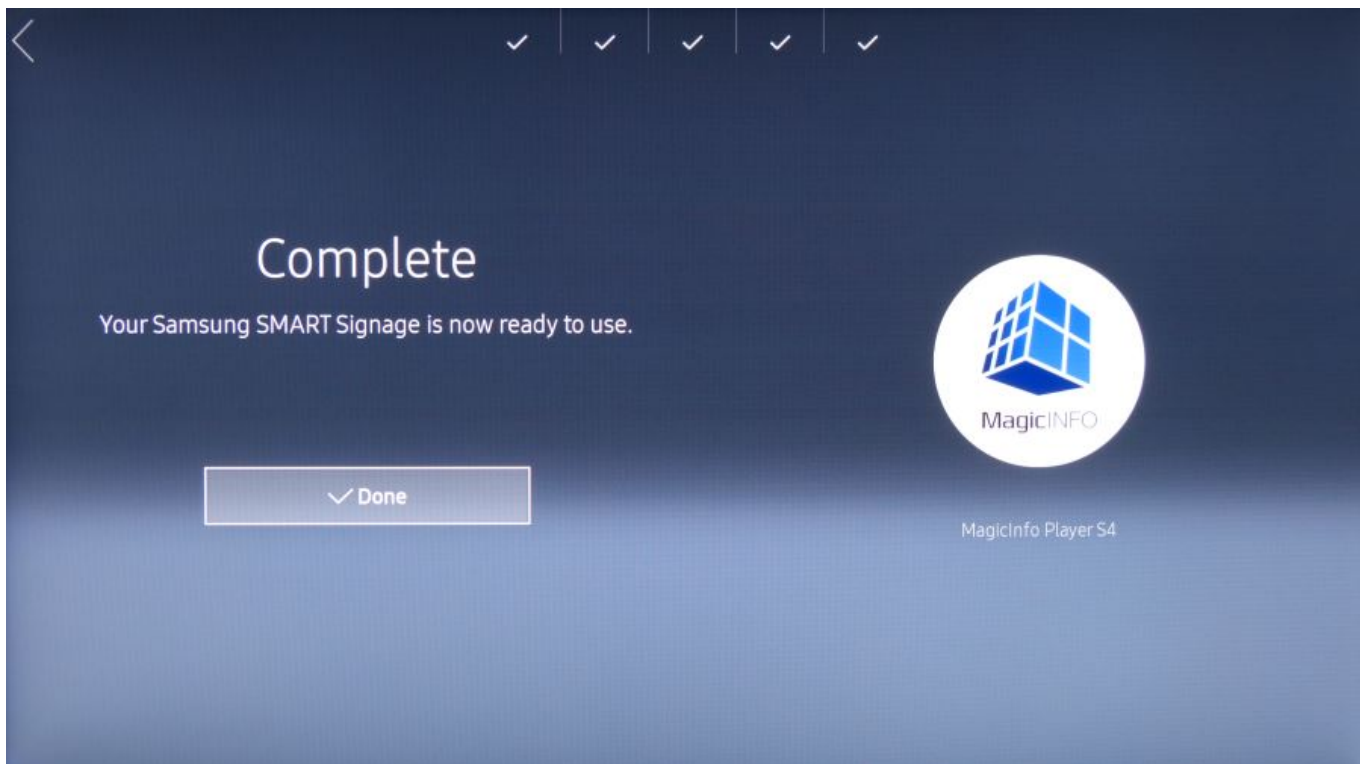 Complete
Your Samsung SMART Signage is now ready to use.
Done
MagicINFO
MagicInfo Player S4